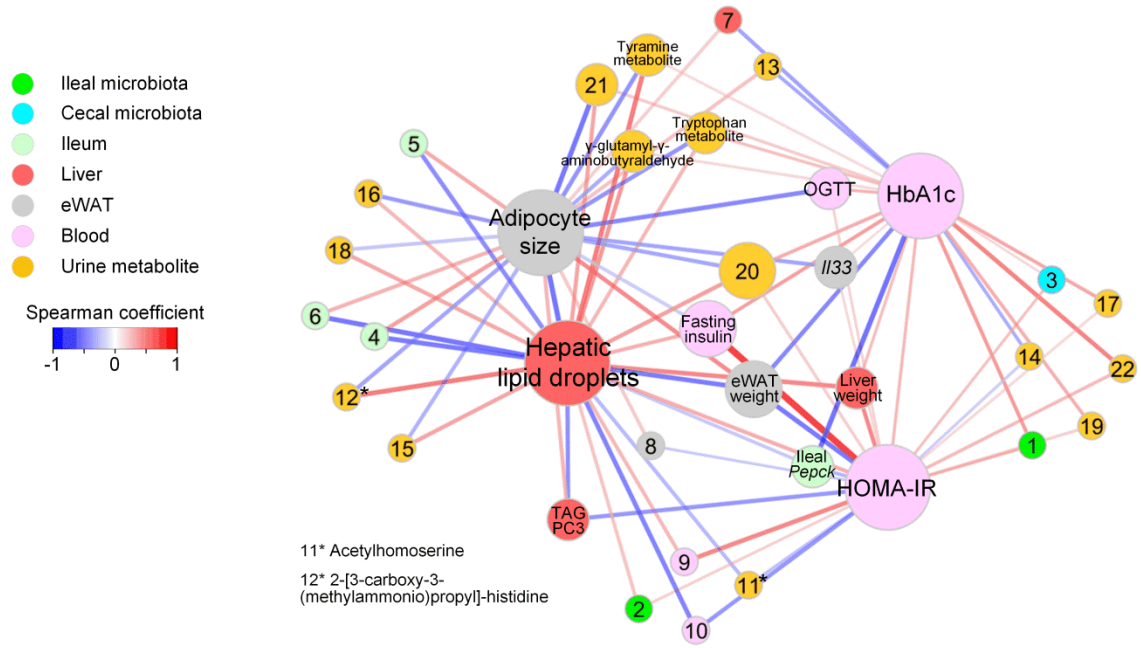 Ileal microbiota
Cecal microbiota
Ileum
Liver
eWAT
Blood
Urine metabolite
Spearman coefficient
-1
0
1
7
Tyramine
metabolite
13
21
Tryptophan
metabolite
γ-glutamyl-γ-
aminobutyraldehyde
5
16
OGTT
HbA1c
Adipocyte
size
18
20
Il33
3
17
6
4
Fasting
insulin
14
22
Hepatic
lipid droplets
eWAT
weight
Liver
weight
12*
19
15
8
1
Ileal
Pepck
HOMA-IR
TAG
PC3
9
11*
2
10
11* Acetylhomoserine
12* 2-[3-carboxy-3-
(methylammonio)propyl]-histidine